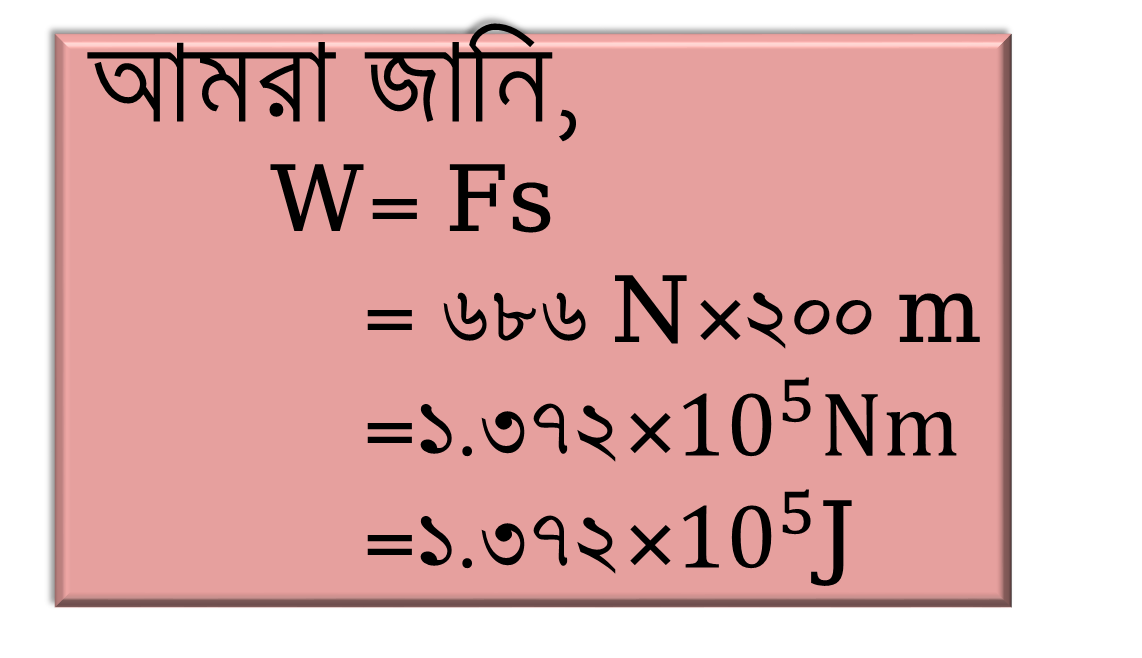 আমরা জানি,
W= Fs
= ৬৮৬ N×২০০ m
=১.৩৭২×10⁵Nm
=১.৩৭২×10⁵J